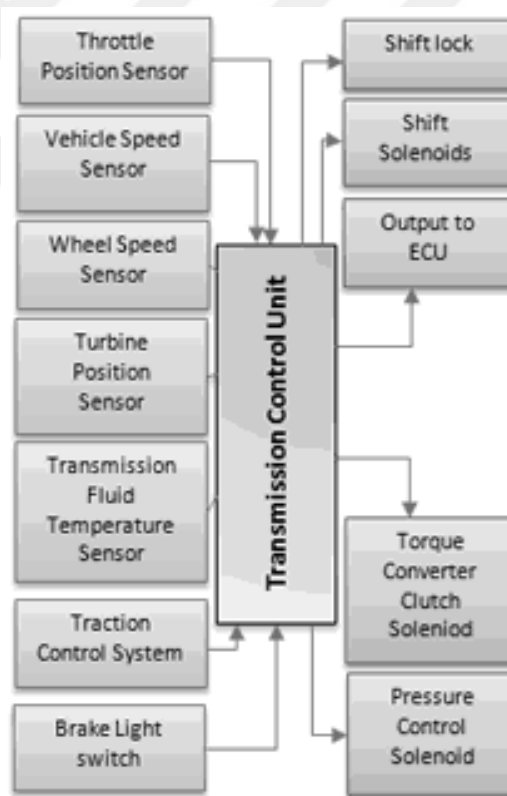 Throttle
Position Sensor
Vehicle Speed
Sensor
Wheel Speed
Sensor
Turbine
Position
Sensor
Transmission
Fluid
Temperature
Sensor
Traction
Control System
Brake Light
switch
Transmission Control Unit
Shift lock
Shift
Solenoids
Output to
ECU
Torque
Converter
Clutch
Soleniod
Pressure
Control
Solenoid